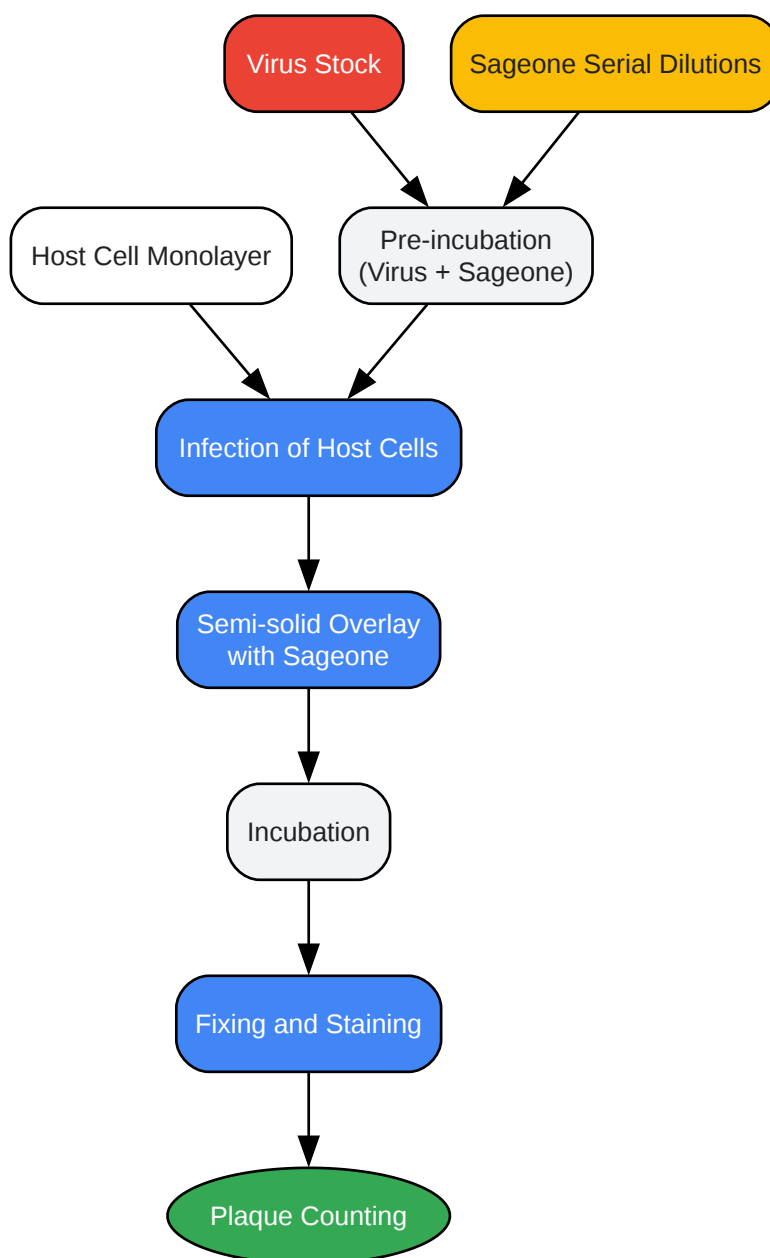 Virus Stock
Sageone Serial Dilutions
Host Cell Monolayer
Pre-incubation
(Virus + Sageone)
Infection of Host Cells
Semi-solid Overlay
with Sageone
Incubation
Fixing and Staining
Plaque Counting